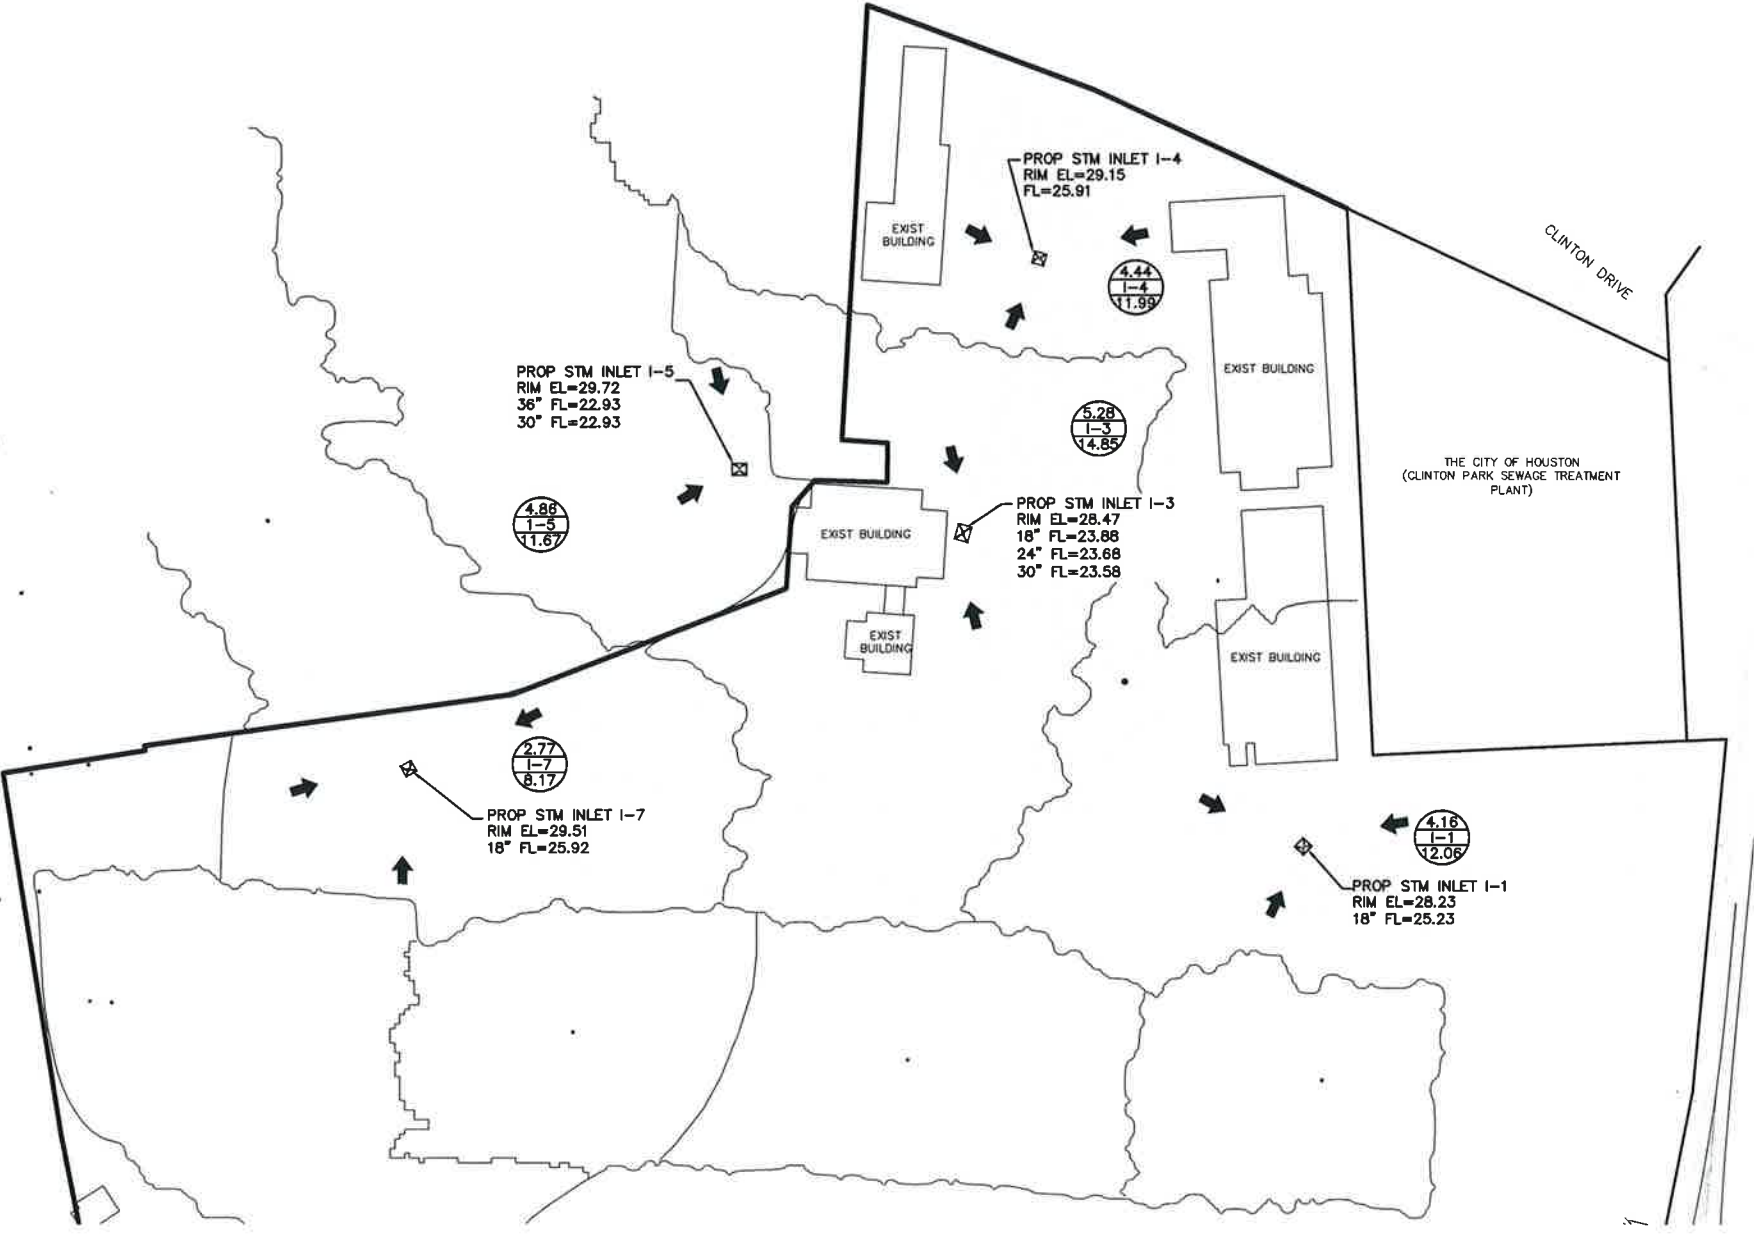 PROP STM INLET I-4
RIM EL=29.15
FL=25.91
EXIST
BUILDING
4.44
I-4
11.99
CLINTON DRIVE
EXIST BUILDING
PROP STM INLET I-5
RIM EL=29.72
36" FL=22.93
30" FL=22.93
5.28
I-3
14.85
THE CITY OF HOUSTON
(CLINTON PARK SEWAGE TREATMENT
PLANT)
4.86
I-5
11.67
EXIST BUILDING
PROP STM INLET I-3
RIM EL=28.47
18" FL=23.88
24" FL=23.68
30" FL=23.58
EXIST
BUILDING
EXIST BUILDING
2.77
I-7
8.17
PROP STM INLET I-7
RIM EL=29.51
18" FL=25.92
4.16
I-1
12.06
PROP STM INLET I-1
RIM EL=28.23
18" FL=25.23